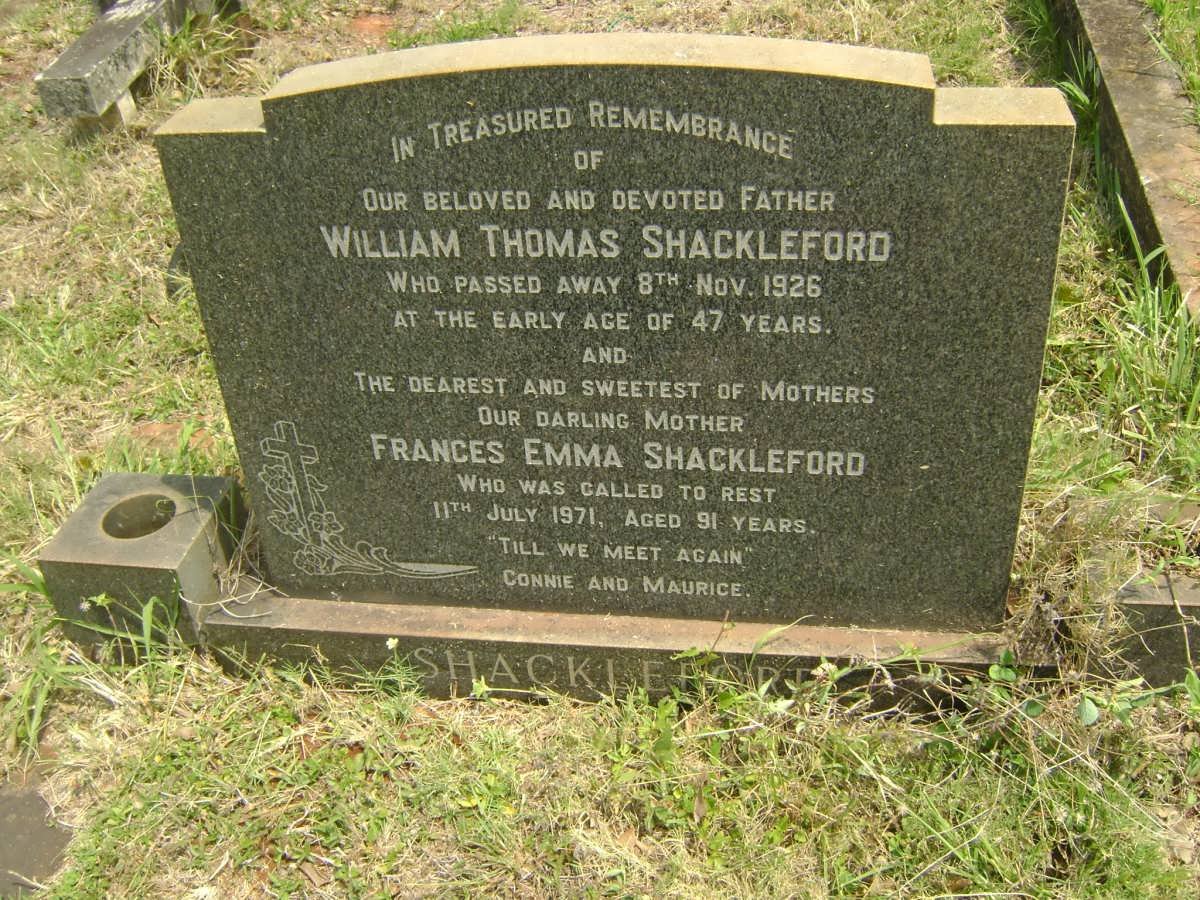 In Treasured Remembrance
of
Our beloved and devoted Father
William Thomas Shackleford
Who passed away 8th Nov. 1926
at the early age of 47 years.
and
The dearest and sweetest of Mothers
Our darling Mother
Frances Emma Shackleford
Who was called to rest
11th July 1971, Aged 91 years.
"Till we meet again"
Connie and Maurice.
SHACKLEFORD